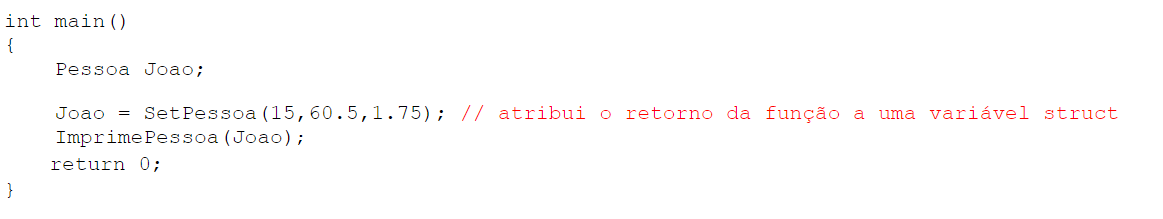 int main()
{
    Pessoa Joao;
    Joao = SetPessoa(15,60.5,1.75); // atribui o retorno da função a uma variável struct
    ImprimePessoa(Joao);
    return 0;
}